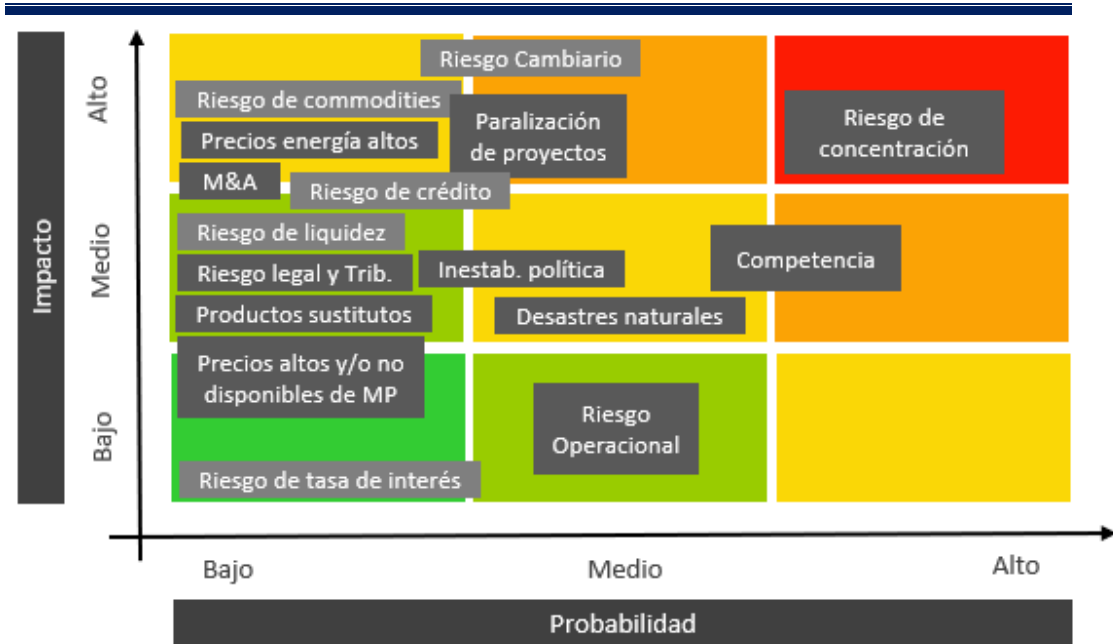 Impacto
Alto
Medio
Bajo
Riesgo Cambiario
Riesgo de commodities
Precios energía altos
Paralización
de proyectos
Riesgo de
concentración
M&A
Riesgo de crédito
Riesgo de liquidez
Riesgo legal y Trib.
Inestab. política
Competencia
Productos sustitutos
Desastres naturales
Precios altos y/o no
disponibles de MP
Riesgo
Operacional
Riesgo de tasa de interés
Bajo
Medio
Alto
Probabilidad